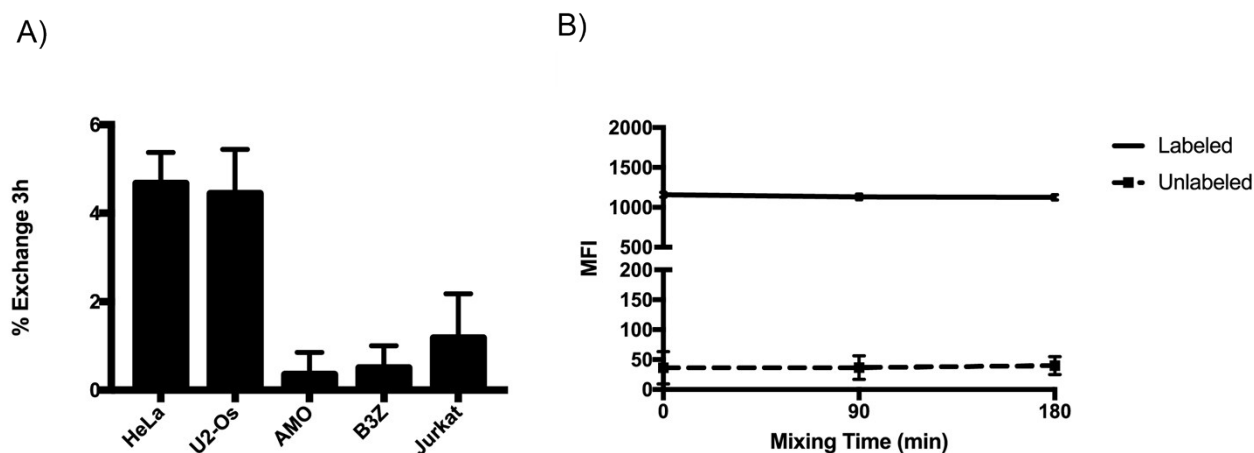 A)
% Exchange 3h
6
4
2
0
HeLa
U2-Os
AMO
B3Z
Jurkat
B)
MFI
2000
1500
1000
500
200
150
100
50
0
0
90
180
Mixing Time (min)
Labeled
Unlabeled